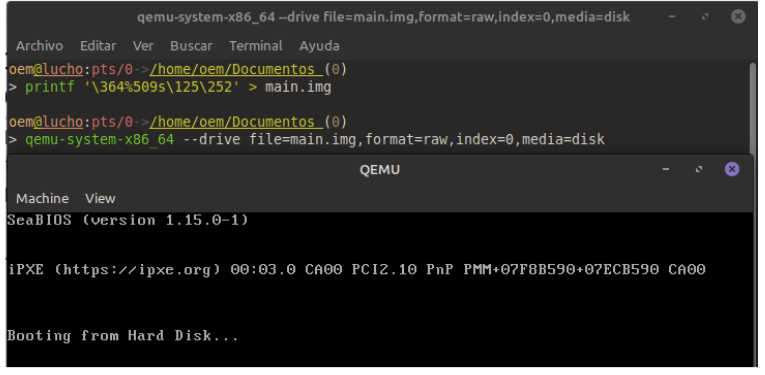 qemu-system-x86_64 --drive file=main.img,format=raw,index=0,media=disk
Archivo Editar Ver Buscar Terminal Ayuda
oem@lucho:pts/0->/home/oem/Documentos (0)
> printf '\364%509s\125\252' > main.img
oem@lucho:pts/0->/home/oem/Documentos (0)
> qemu-system-x86_64 --drive file=main.img,format=raw,index=0,media=disk
QEMU
Machine View
SeaBIOS (version 1.15.0-1)
iPXE (https://ipxe.org) 00:03.0 CA00 PCI2.10 PnP PMM+07F8B590+07ECB590 CA00
Booting from Hard Disk...